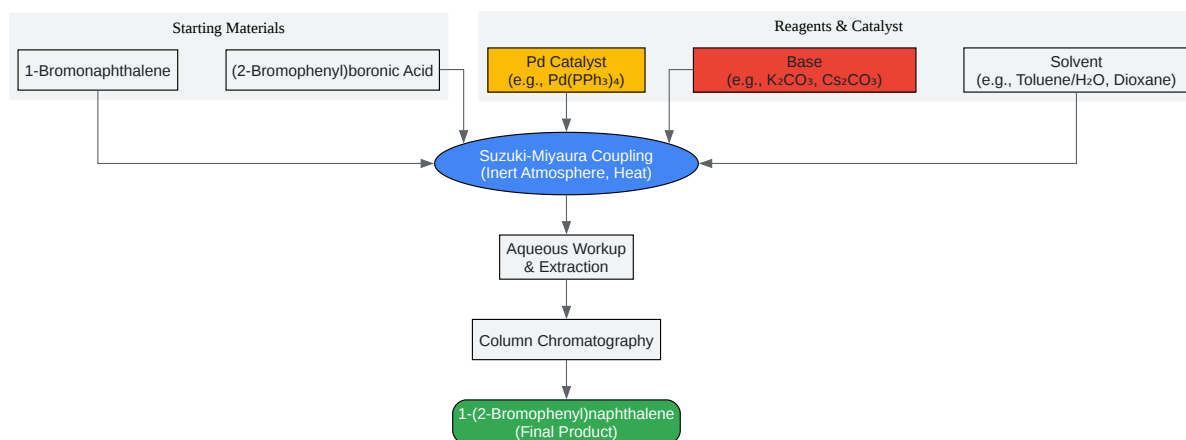 Starting Materials
Reagents & Catalyst
1-Bromonaphthalene
(2-Bromophenyl)boronic Acid
Pd Catalyst
(e.g., Pd(PPh₃)₄)
Base
(e.g., K₂CO₃, Cs₂CO₃)
Solvent
(e.g., Toluene/H₂O, Dioxane)
Suzuki-Miyaura Coupling
(Inert Atmosphere, Heat)
Aqueous Workup
& Extraction
Column Chromatography
1-(2-Bromophenyl)naphthalene
(Final Product)